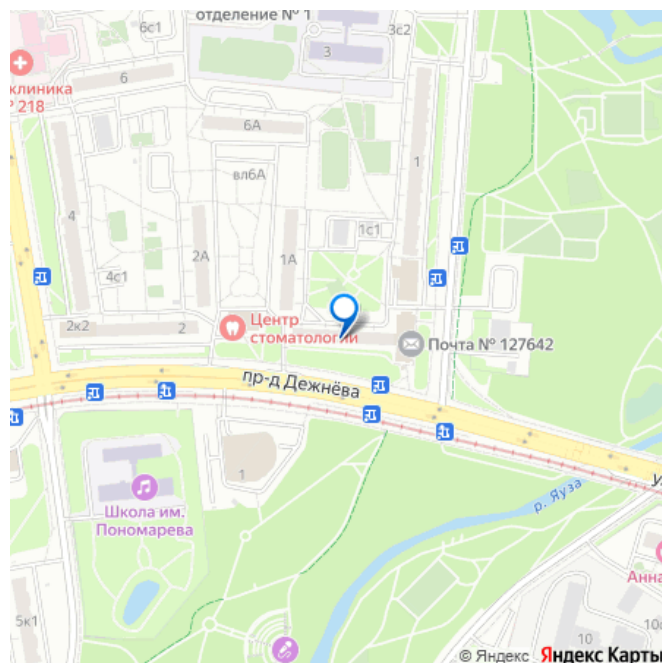 отделение № 1
6с1
3с2
3
клиника
№ 218
6
6А
1
вл6А
4
2А
1А
1с1
4с1
2к2
2
Центр
стоматологии
Почта № 127642
пр-д Дежнёва
1
р. Яуза
Школа им.
Пономарева
Анна
5к1
10
© Яндекс Яндекс Карты